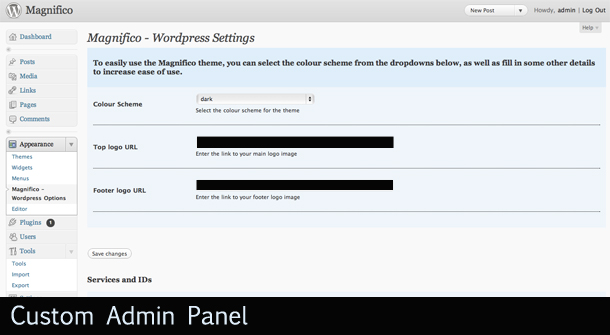 Magnifico
New Post
Howdy, admin | Log Out
Help
Dashboard
Posts
Media
Links
Pages
Comments
Appearance
Themes
Widgets
Menus
Magnifico -
Wordpress Options
Editor
Plugins 1
Users
Tools
Tools
Import
Export
Magnifico - Wordpress Settings
To easily use the Magnifico theme, you can select the colour scheme from the dropdowns below, as well as fill in some other details
to increase ease of use.
Colour Scheme
dark
Select the colour scheme for the theme
Top logo URL
Enter the link to your main logo image
Footer logo URL
Enter the link to your footer logo image
Save changes
Services and IDs
Custom Admin Panel